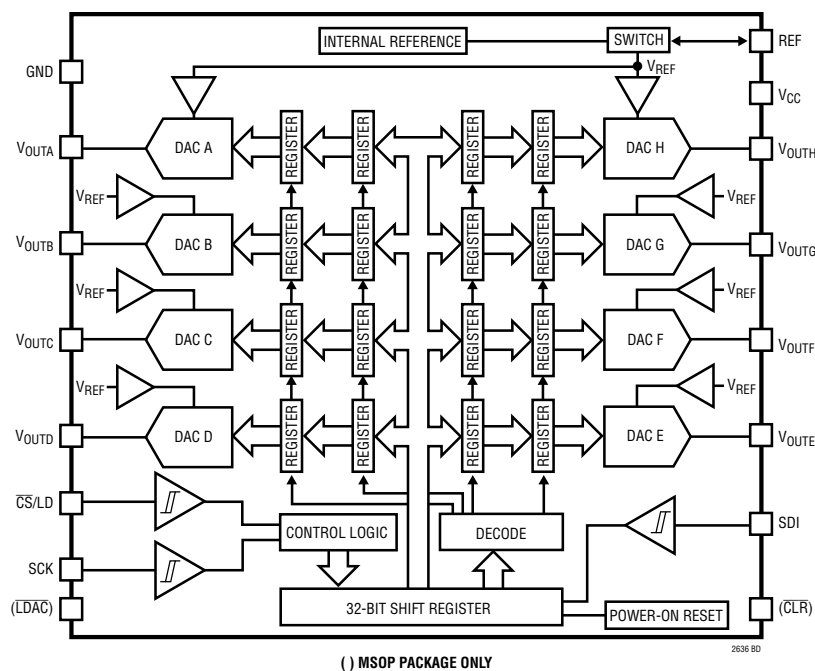 INTERNAL REFERENCE
SWITCH
REF
GND
VREF
VCC
VOUTA
DAC A
REGISTER
REGISTER
REGISTER
REGISTER
DAC H
VOUTH
VREF
VREF
VOUTB
DAC B
REGISTER
REGISTER
REGISTER
REGISTER
DAC G
VOUTG
VREF
VREF
VOUTC
DAC C
REGISTER
REGISTER
REGISTER
REGISTER
DAC F
VOUTF
VREF
VREF
VOUTD
DAC D
REGISTER
REGISTER
REGISTER
REGISTER
DAC E
VOUTE
C̅S̅/LD
CONTROL LOGIC
DECODE
SDI
SCK
(L̅D̅A̅C̅)
32-BIT SHIFT REGISTER
POWER-ON RESET
(C̅L̅R̅)
2636 BD
( ) MSOP PACKAGE ONLY